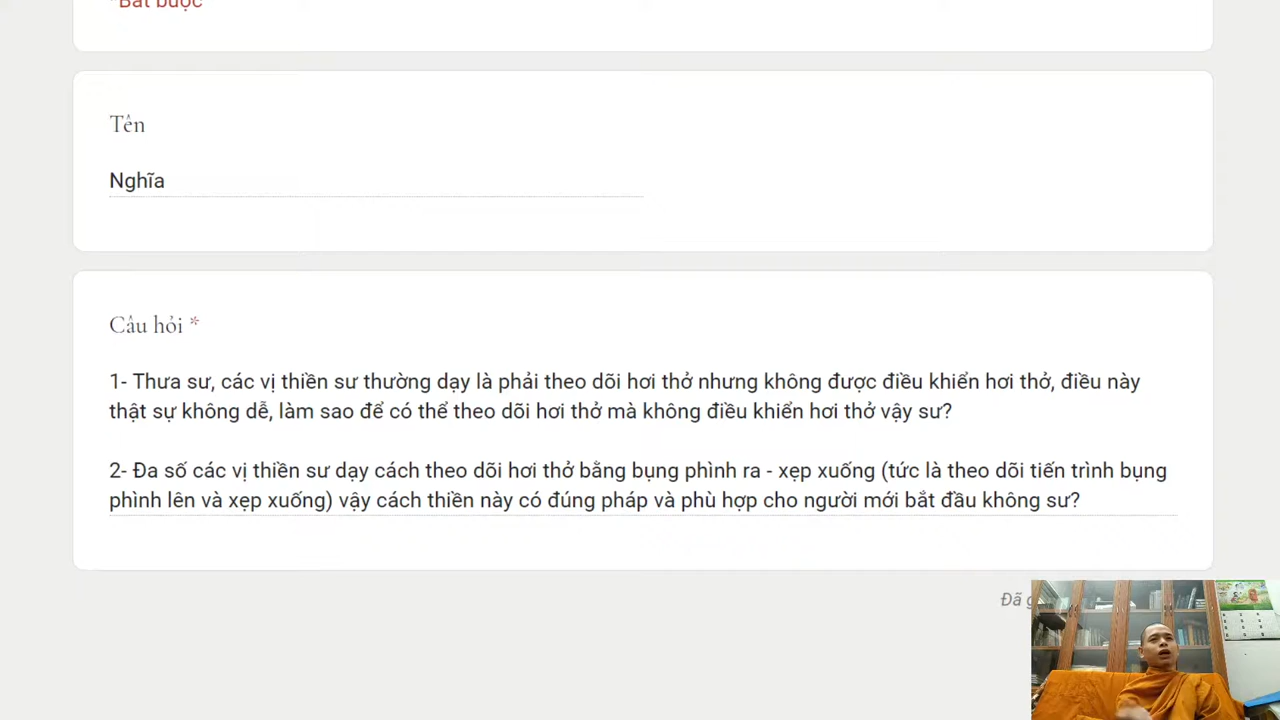 *Bắt buộc
Tên
Nghĩa
Câu hỏi *
1- Thưa sư, các vị thiền sư thường dạy là phải theo dõi hơi thở nhưng không được điều khiển hơi thở, điều này
thật sự không dễ, làm sao để có thể theo dõi hơi thở mà không điều khiển hơi thở vậy sư?
2- Đa số các vị thiền sư dạy cách theo dõi hơi thở bằng bụng phình ra - xẹp xuống (tức là theo dõi tiến trình bụng
phình lên và xẹp xuống) vậy cách thiền này có đúng pháp và phù hợp cho người mới bắt đầu không sư?
Đã